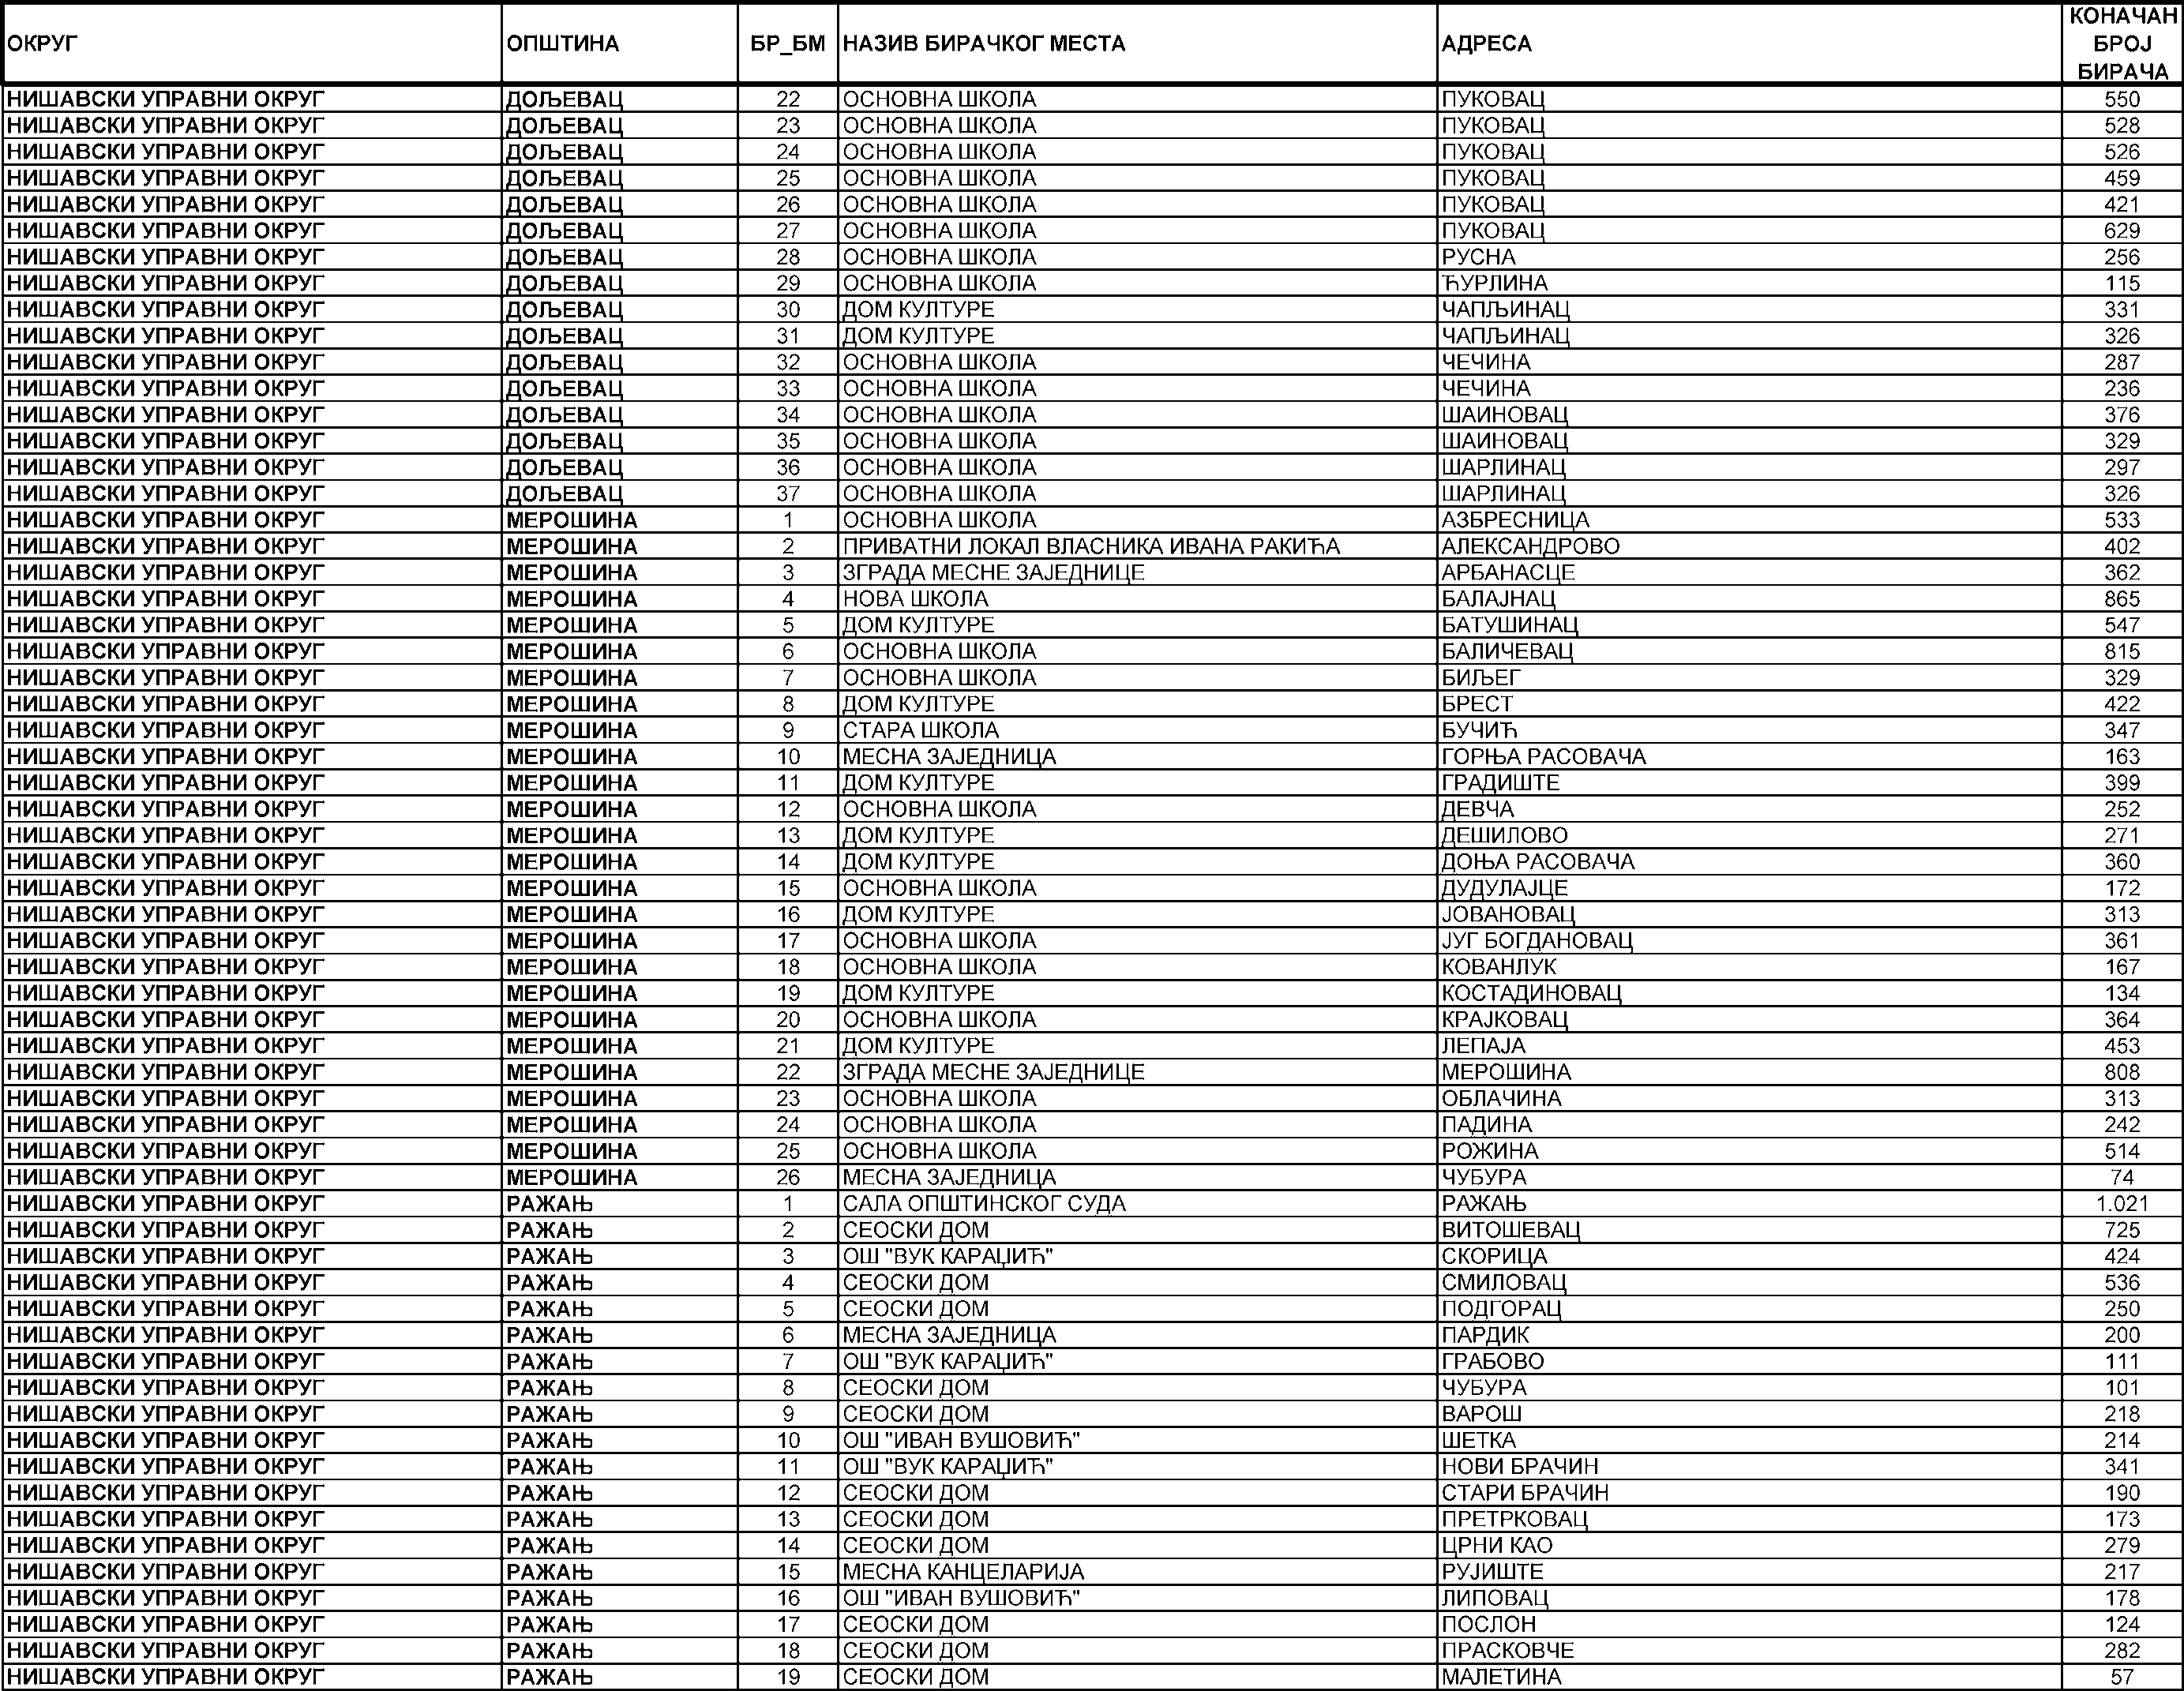 ОКРУГ ОПШТИНА БР_БМ НАЗИВ БИРАЧКОГ МЕСТА АДРЕСА КОНАЧАН БРОЈ БИРАЧА
НИШАВСКИ УПРАВНИ ОКРУГ ДОЉЕВАЦ 22 ОСНОВНА ШКОЛА ПУКОВАЦ 550
НИШАВСКИ УПРАВНИ ОКРУГ ДОЉЕВАЦ 23 ОСНОВНА ШКОЛА ПУКОВАЦ 528
НИШАВСКИ УПРАВНИ ОКРУГ ДОЉЕВАЦ 24 ОСНОВНА ШКОЛА ПУКОВАЦ 526
НИШАВСКИ УПРАВНИ ОКРУГ ДОЉЕВАЦ 25 ОСНОВНА ШКОЛА ПУКОВАЦ 459
НИШАВСКИ УПРАВНИ ОКРУГ ДОЉЕВАЦ 26 ОСНОВНА ШКОЛА ПУКОВАЦ 421
НИШАВСКИ УПРАВНИ ОКРУГ ДОЉЕВАЦ 27 ОСНОВНА ШКОЛА ПУКОВАЦ 629
НИШАВСКИ УПРАВНИ ОКРУГ ДОЉЕВАЦ 28 ОСНОВНА ШКОЛА РУСНА 256
НИШАВСКИ УПРАВНИ ОКРУГ ДОЉЕВАЦ 29 ОСНОВНА ШКОЛА ЋУРЛИНА 115
НИШАВСКИ УПРАВНИ ОКРУГ ДОЉЕВАЦ 30 ДОМ КУЛТУРЕ ЧАПЉИНАЦ 331
НИШАВСКИ УПРАВНИ ОКРУГ ДОЉЕВАЦ 31 ДОМ КУЛТУРЕ ЧАПЉИНАЦ 326
НИШАВСКИ УПРАВНИ ОКРУГ ДОЉЕВАЦ 32 ОСНОВНА ШКОЛА ЧЕЧИНА 287
НИШАВСКИ УПРАВНИ ОКРУГ ДОЉЕВАЦ 33 ОСНОВНА ШКОЛА ЧЕЧИНА 236
НИШАВСКИ УПРАВНИ ОКРУГ ДОЉЕВАЦ 34 ОСНОВНА ШКОЛА ШАИНОВАЦ 376
НИШАВСКИ УПРАВНИ ОКРУГ ДОЉЕВАЦ 35 ОСНОВНА ШКОЛА ШАИНОВАЦ 329
НИШАВСКИ УПРАВНИ ОКРУГ ДОЉЕВАЦ 36 ОСНОВНА ШКОЛА ШАРЛИНАЦ 297
НИШАВСКИ УПРАВНИ ОКРУГ ДОЉЕВАЦ 37 ОСНОВНА ШКОЛА ШАРЛИНАЦ 326
НИШАВСКИ УПРАВНИ ОКРУГ МЕРОШИНА 1 ОСНОВНА ШКОЛА АЗБРЕСНИЦА 533
НИШАВСКИ УПРАВНИ ОКРУГ МЕРОШИНА 2 ПРИВАТНИ ЛОКАЛ ВЛАСНИКА ИВАНА РАКИЋА АЛЕКСАНДРОВО 402
НИШАВСКИ УПРАВНИ ОКРУГ МЕРОШИНА 3 ЗГРАДА МЕСНЕ ЗАЈЕДНИЦЕ АРБАНАСЦЕ 362
НИШАВСКИ УПРАВНИ ОКРУГ МЕРОШИНА 4 НОВА ШКОЛА БАЛАЈНАЦ 865
НИШАВСКИ УПРАВНИ ОКРУГ МЕРОШИНА 5 ДОМ КУЛТУРЕ БАТУШИНАЦ 547
НИШАВСКИ УПРАВНИ ОКРУГ МЕРОШИНА 6 ОСНОВНА ШКОЛА БАЛИЧЕВАЦ 815
НИШАВСКИ УПРАВНИ ОКРУГ МЕРОШИНА 7 ОСНОВНА ШКОЛА БИЉЕГ 329
НИШАВСКИ УПРАВНИ ОКРУГ МЕРОШИНА 8 ДОМ КУЛТУРЕ БРЕСТ 422
НИШАВСКИ УПРАВНИ ОКРУГ МЕРОШИНА 9 СТАРА ШКОЛА БУЧИЋ 347
НИШАВСКИ УПРАВНИ ОКРУГ МЕРОШИНА 10 МЕСНА ЗАЈЕДНИЦА ГОРЊА РАСОВАЧА 163
НИШАВСКИ УПРАВНИ ОКРУГ МЕРОШИНА 11 ДОМ КУЛТУРЕ ГРАДИШТЕ 399
НИШАВСКИ УПРАВНИ ОКРУГ МЕРОШИНА 12 ОСНОВНА ШКОЛА ДЕВЧА 252
НИШАВСКИ УПРАВНИ ОКРУГ МЕРОШИНА 13 ДОМ КУЛТУРЕ ДЕШИЛОВО 271
НИШАВСКИ УПРАВНИ ОКРУГ МЕРОШИНА 14 ДОМ КУЛТУРЕ ДОЊА РАСОВАЧА 360
НИШАВСКИ УПРАВНИ ОКРУГ МЕРОШИНА 15 ОСНОВНА ШКОЛА ДУДУЛАЈЦЕ 172
НИШАВСКИ УПРАВНИ ОКРУГ МЕРОШИНА 16 ДОМ КУЛТУРЕ ЈОВАНОВАЦ 313
НИШАВСКИ УПРАВНИ ОКРУГ МЕРОШИНА 17 ОСНОВНА ШКОЛА ЈУГ БОГДАНОВАЦ 361
НИШАВСКИ УПРАВНИ ОКРУГ МЕРОШИНА 18 ОСНОВНА ШКОЛА КОВАНЛУК 167
НИШАВСКИ УПРАВНИ ОКРУГ МЕРОШИНА 19 ДОМ КУЛТУРЕ КОСТАДИНОВАЦ 134
НИШАВСКИ УПРАВНИ ОКРУГ МЕРОШИНА 20 ОСНОВНА ШКОЛА КРАЈКОВАЦ 364
НИШАВСКИ УПРАВНИ ОКРУГ МЕРОШИНА 21 ДОМ КУЛТУРЕ ЛЕПАЈА 453
НИШАВСКИ УПРАВНИ ОКРУГ МЕРОШИНА 22 ЗГРАДА МЕСНЕ ЗАЈЕДНИЦЕ МЕРОШИНА 808
НИШАВСКИ УПРАВНИ ОКРУГ МЕРОШИНА 23 ОСНОВНА ШКОЛА ОБЛАЧИНА 313
НИШАВСКИ УПРАВНИ ОКРУГ МЕРОШИНА 24 ОСНОВНА ШКОЛА ПАДИНА 242
НИШАВСКИ УПРАВНИ ОКРУГ МЕРОШИНА 25 ОСНОВНА ШКОЛА РОЖИНА 514
НИШАВСКИ УПРАВНИ ОКРУГ МЕРОШИНА 26 МЕСНА ЗАЈЕДНИЦА ЧУБУРА 74
НИШАВСКИ УПРАВНИ ОКРУГ РАЖАЊ 1 САЛА ОПШТИНСКОГ СУДА РАЖАЊ 1.021
НИШАВСКИ УПРАВНИ ОКРУГ РАЖАЊ 2 СЕОСКИ ДОМ ВИТОШЕВАЦ 725
НИШАВСКИ УПРАВНИ ОКРУГ РАЖАЊ 3 ОШ "ВУК КАРАЏИЋ" СКОРИЦА 424
НИШАВСКИ УПРАВНИ ОКРУГ РАЖАЊ 4 СЕОСКИ ДОМ СМИЛОВАЦ 536
НИШАВСКИ УПРАВНИ ОКРУГ РАЖАЊ 5 СЕОСКИ ДОМ ПОДГОРАЦ 250
НИШАВСКИ УПРАВНИ ОКРУГ РАЖАЊ 6 МЕСНА ЗАЈЕДНИЦА ПАРДИК 200
НИШАВСКИ УПРАВНИ ОКРУГ РАЖАЊ 7 ОШ "ВУК КАРАЏИЋ" ГРАБОВО 111
НИШАВСКИ УПРАВНИ ОКРУГ РАЖАЊ 8 СЕОСКИ ДОМ ЧУБУРА 101
НИШАВСКИ УПРАВНИ ОКРУГ РАЖАЊ 9 СЕОСКИ ДОМ ВАРОШ 218
НИШАВСКИ УПРАВНИ ОКРУГ РАЖАЊ 10 ОШ "ИВАН ВУШОВИЋ" ШЕТКА 214
НИШАВСКИ УПРАВНИ ОКРУГ РАЖАЊ 11 ОШ "ВУК КАРАЏИЋ" НОВИ БРАЧИН 341
НИШАВСКИ УПРАВНИ ОКРУГ РАЖАЊ 12 СЕОСКИ ДОМ СТАРИ БРАЧИН 190
НИШАВСКИ УПРАВНИ ОКРУГ РАЖАЊ 13 СЕОСКИ ДОМ ПРЕТРКОВАЦ 173
НИШАВСКИ УПРАВНИ ОКРУГ РАЖАЊ 14 СЕОСКИ ДОМ ЦРНИ КАО 279
НИШАВСКИ УПРАВНИ ОКРУГ РАЖАЊ 15 МЕСНА КАНЦЕЛАРИЈА РУЈИШТЕ 217
НИШАВСКИ УПРАВНИ ОКРУГ РАЖАЊ 16 ОШ "ИВАН ВУШОВИЋ" ЛИПОВАЦ 178
НИШАВСКИ УПРАВНИ ОКРУГ РАЖАЊ 17 СЕОСКИ ДОМ ПОСЛОН 124
НИШАВСКИ УПРАВНИ ОКРУГ РАЖАЊ 18 СЕОСКИ ДОМ ПРАСКОВЧЕ 282
НИШАВСКИ УПРАВНИ ОКРУГ РАЖАЊ 19 СЕОСКИ ДОМ МАЛЕТИНА 57